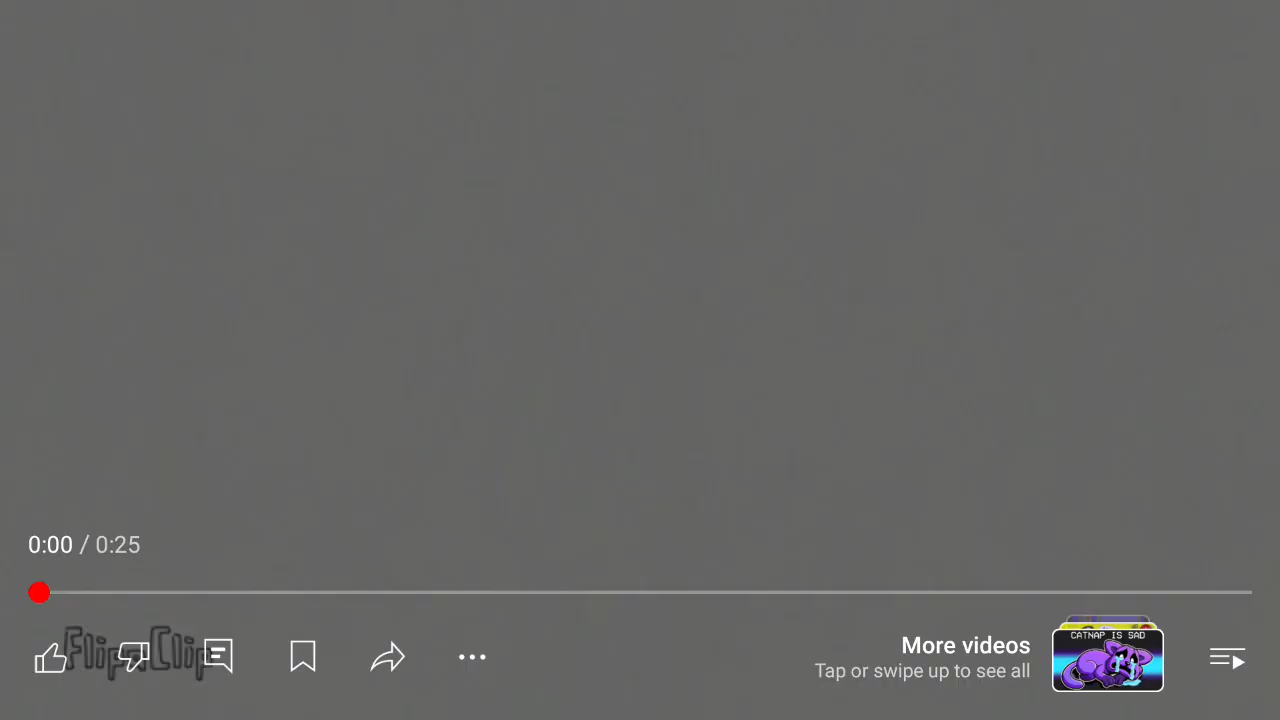 0:00 / 0:25
FlipaClip
More videos
Tap or swipe up to see all
CATNAP IS SAD